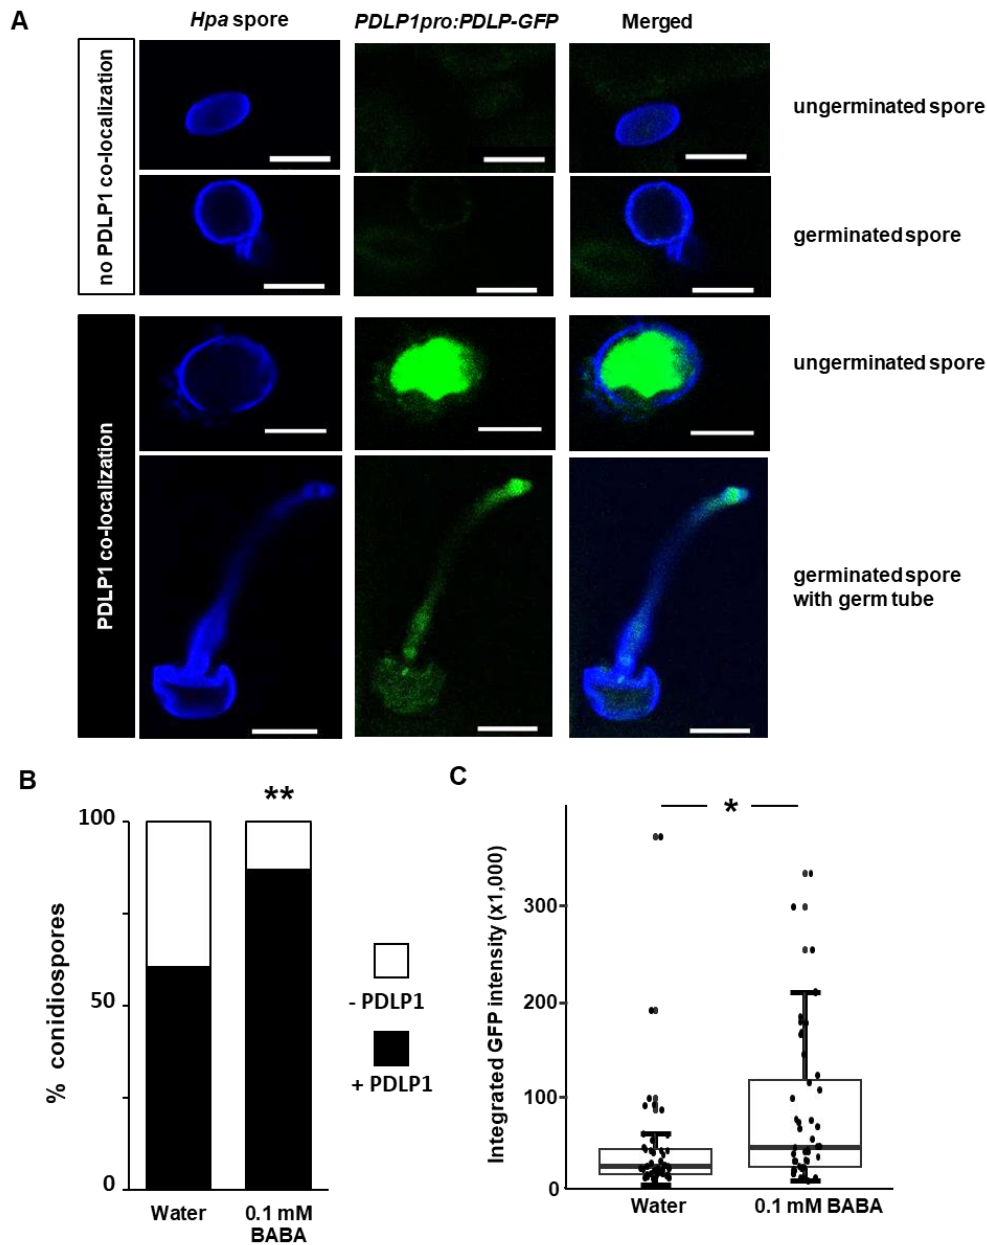 A
Hpa spore
PDLP1pro:PDLP-GFP
Merged
no PDLP1 co-localization
ungerminated spore
germinated spore
PDLP1 co-localization
ungerminated spore
germinated spore
with germ tube
B
% conidiospores
100
50
0
**
Water
0.1 mM
BABA
- PDLP1
+ PDLP1
C
Integrated GFP intensity (x1,000)
300
200
100
0
*
Water
0.1 mM BABA